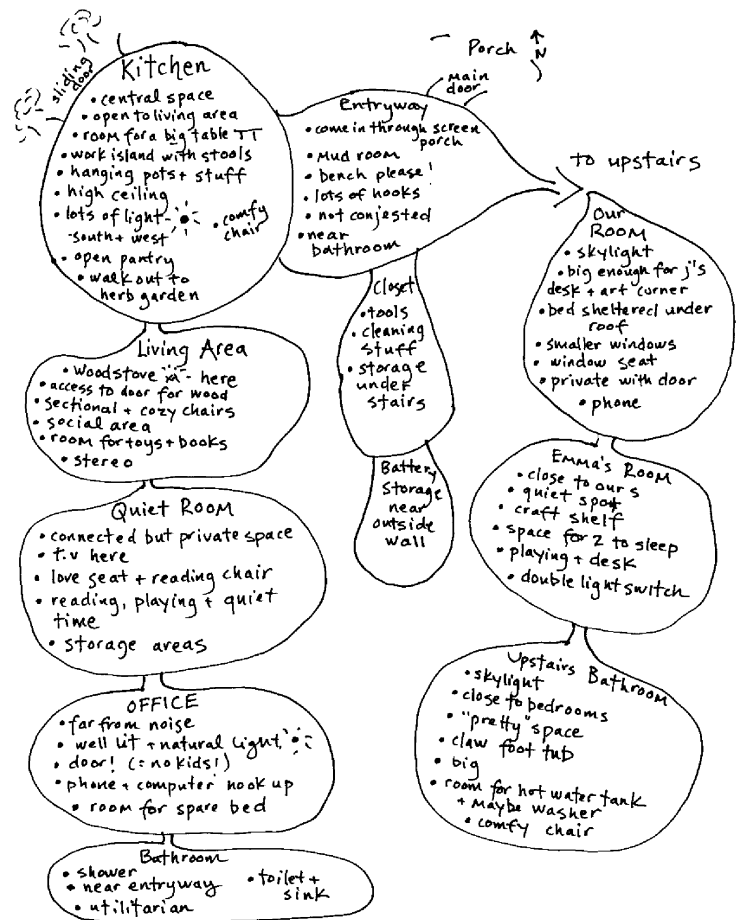 Porch ↑
N
sliding
door
main
door
Kitchen
• central space
• open to living area
• room for a big table
• work island with stools
• hanging pots + stuff
• high ceiling
• lots of light -
- south + west
• comfy
chair
• open pantry
• walk out to
herb garden
Entryway
• come in through screen
porch
• Mud room
• bench please!
• lots of hooks
• not conjested
• near
bathroom
to upstairs
Closet
• tools
• cleaning
stuff
• storage
under
stairs
Battery
storage
near
outside
wall
Living Area
• Woodstove - here
• access to door for wood
• sectional + cozy chairs
• social area
• room for toys + books
• stereo
Quiet Room
• connected but private space
• t.v here
• love seat + reading chair
• reading, playing + quiet
time
• storage areas
OFFICE
• far from noise
• well lit + natural light
• door! (= no kids!)
• phone + computer hook up
• room for spare bed
Bathroom
• shower
• near entryway
• utilitarian
• toilet +
sink
Our
Room
• skylight
• big enough for j's
desk + art corner
• bed sheltered under
roof
• smaller windows
• window seat
• private with door
• phone
Emma's Room
• close to ours
• quiet spot
• craft shelf
• space for 2 to sleep
• playing + desk
• double light switch
Upstairs Bathroom
• skylight
• close to bedrooms
• "pretty" space
• claw foot tub
• big
• room for hot water tank
+ maybe washer
• comfy chair